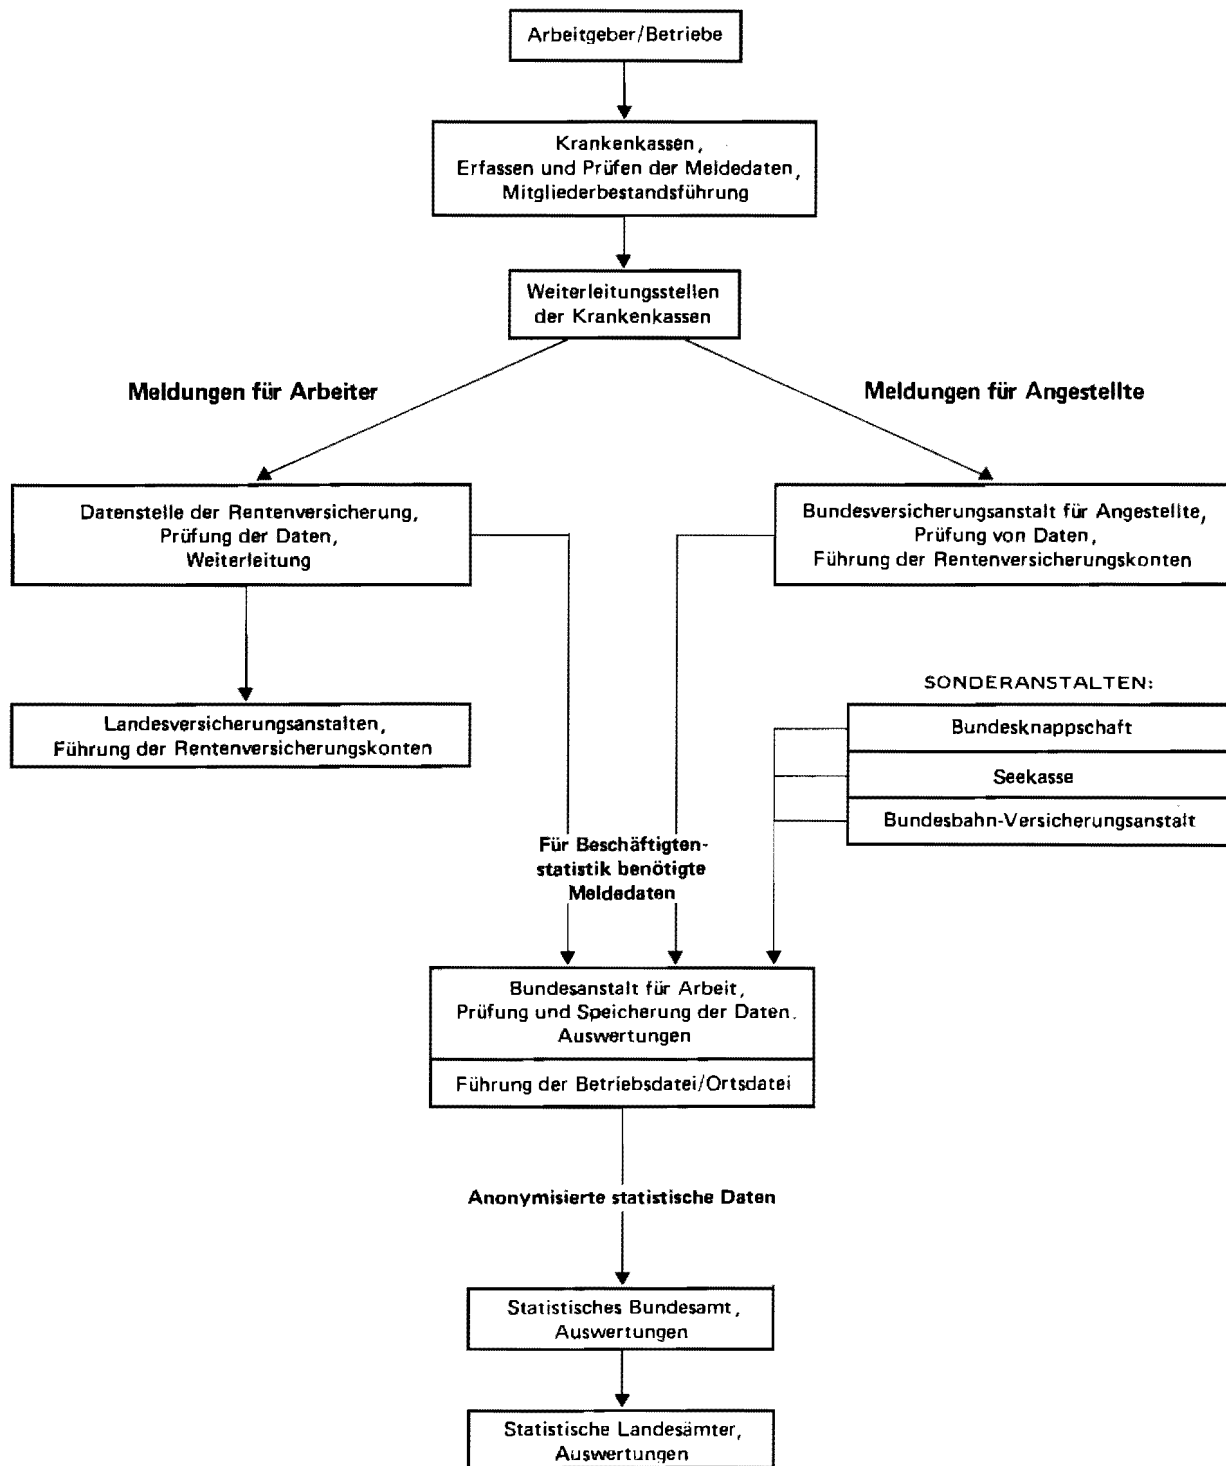 Arbeitgeber/Betriebe
Krankenkassen,
Erfassen und Prüfen der Meldedaten,
Mitgliederbestandsführung
Weiterleitungsstellen
der Krankenkassen
Meldungen für Arbeiter
Meldungen für Angestellte
Datenstelle der Rentenversicherung,
Prüfung der Daten,
Weiterleitung
Bundesversicherungsanstalt für Angestellte,
Prüfung von Daten,
Führung der Rentenversicherungskonten
Landesversicherungsanstalten,
Führung der Rentenversicherungskonten
SONDERANSTALTEN:
Bundesknappschaft
Seekasse
Bundesbahn-Versicherungsanstalt
Für Beschäftigten-
statistik benötigte
Meldedaten
Bundesanstalt für Arbeit,
Prüfung und Speicherung der Daten.
Auswertungen
Führung der Betriebsdatei/Ortsdatei
Anonymisierte statistische Daten
Statistisches Bundesamt,
Auswertungen
Statistische Landesämter,
Auswertungen